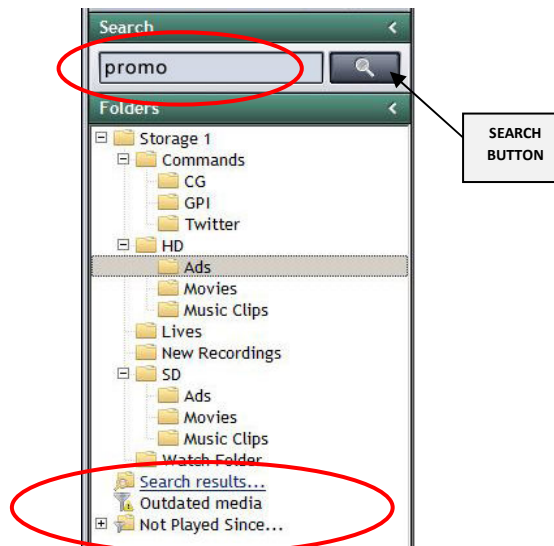 Search
promo
SEARCH
BUTTON
Folders
Storage 1
Commands
CG
GPI
Twitter
HD
Ads
Movies
Music Clips
Lives
New Recordings
SD
Ads
Movies
Music Clips
Watch Folder
Search results...
Outdated media
Not Played Since...